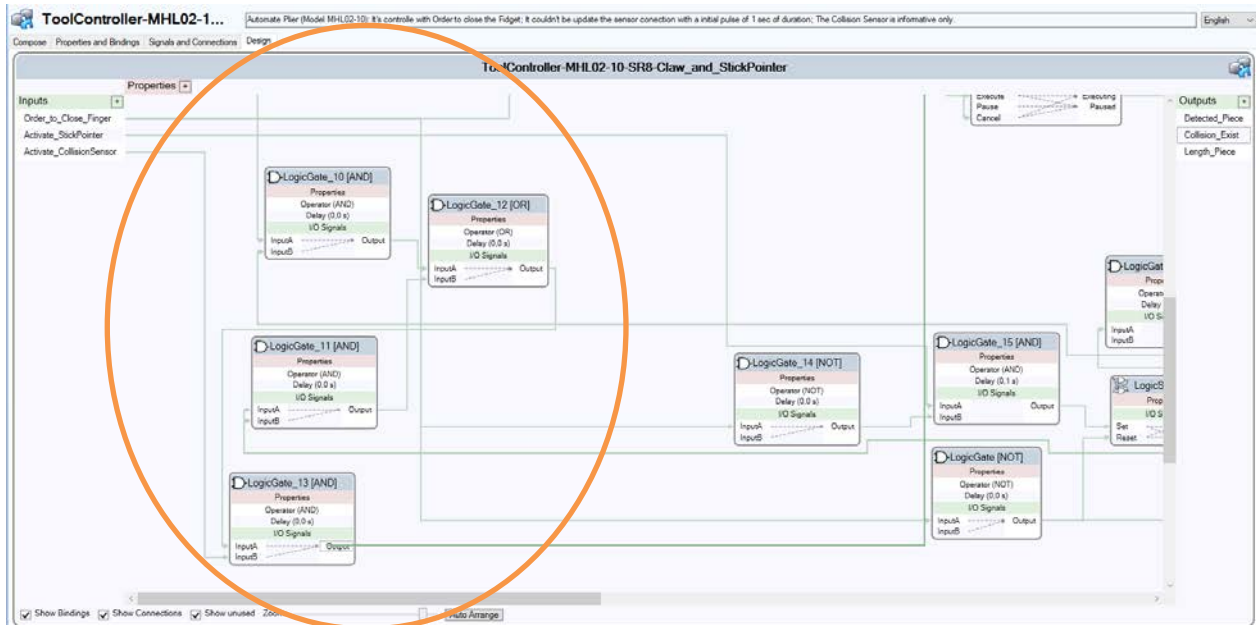 ToolController-MHL02-1...
Automate Plier (Model MHL02-10); It's controlle with Order to close the Fidget; It couldn't be update the sensor conection with a initial pulse of 1 sec of duration; The Collision Sensor is informative only.
English
Compose Properties and Bindings Signals and Connections Design
ToolController-MHL02-10-SR8-Claw_and_StickPointer
Properties +
Inputs +
Order_to_Close_Finger
Activate_StickPointer
Activate_CollisionSensor
Execute Executing
Pause Paused
Cancel
Outputs +
Detected_Piece
Collision_Exist
Length_Piece
LogicGate_10 [AND]
Properties
Operator (AND)
Delay (0,0 s)
I/O Signals
InputA Output
InputB
LogicGate_12 [OR]
Properties
Operator (OR)
Delay (0,0 s)
I/O Signals
InputA Output
InputB
LogicGate_11 [AND]
Properties
Operator (AND)
Delay (0,0 s)
I/O Signals
InputA Output
InputB
LogicGate_14 [NOT]
Properties
Operator (NOT)
Delay (0,0 s)
I/O Signals
InputA Output
InputB
LogicGate_15 [AND]
Properties
Operator (AND)
Delay (0,1 s)
I/O Signals
InputA Output
InputB
LogicGat
Prope
Operat
Delay
I/O S
InputA
InputB
LogicS
Prop
I/O S
Set
Reset
LogicGate_13 [AND]
Properties
Operator (AND)
Delay (0,0 s)
I/O Signals
InputA Output
InputB
LogicGate [NOT]
Properties
Operator (NOT)
Delay (0,0 s)
I/O Signals
InputA Output
InputB
Show Bindings Show Connections Show unused Zoo Auto Arrange